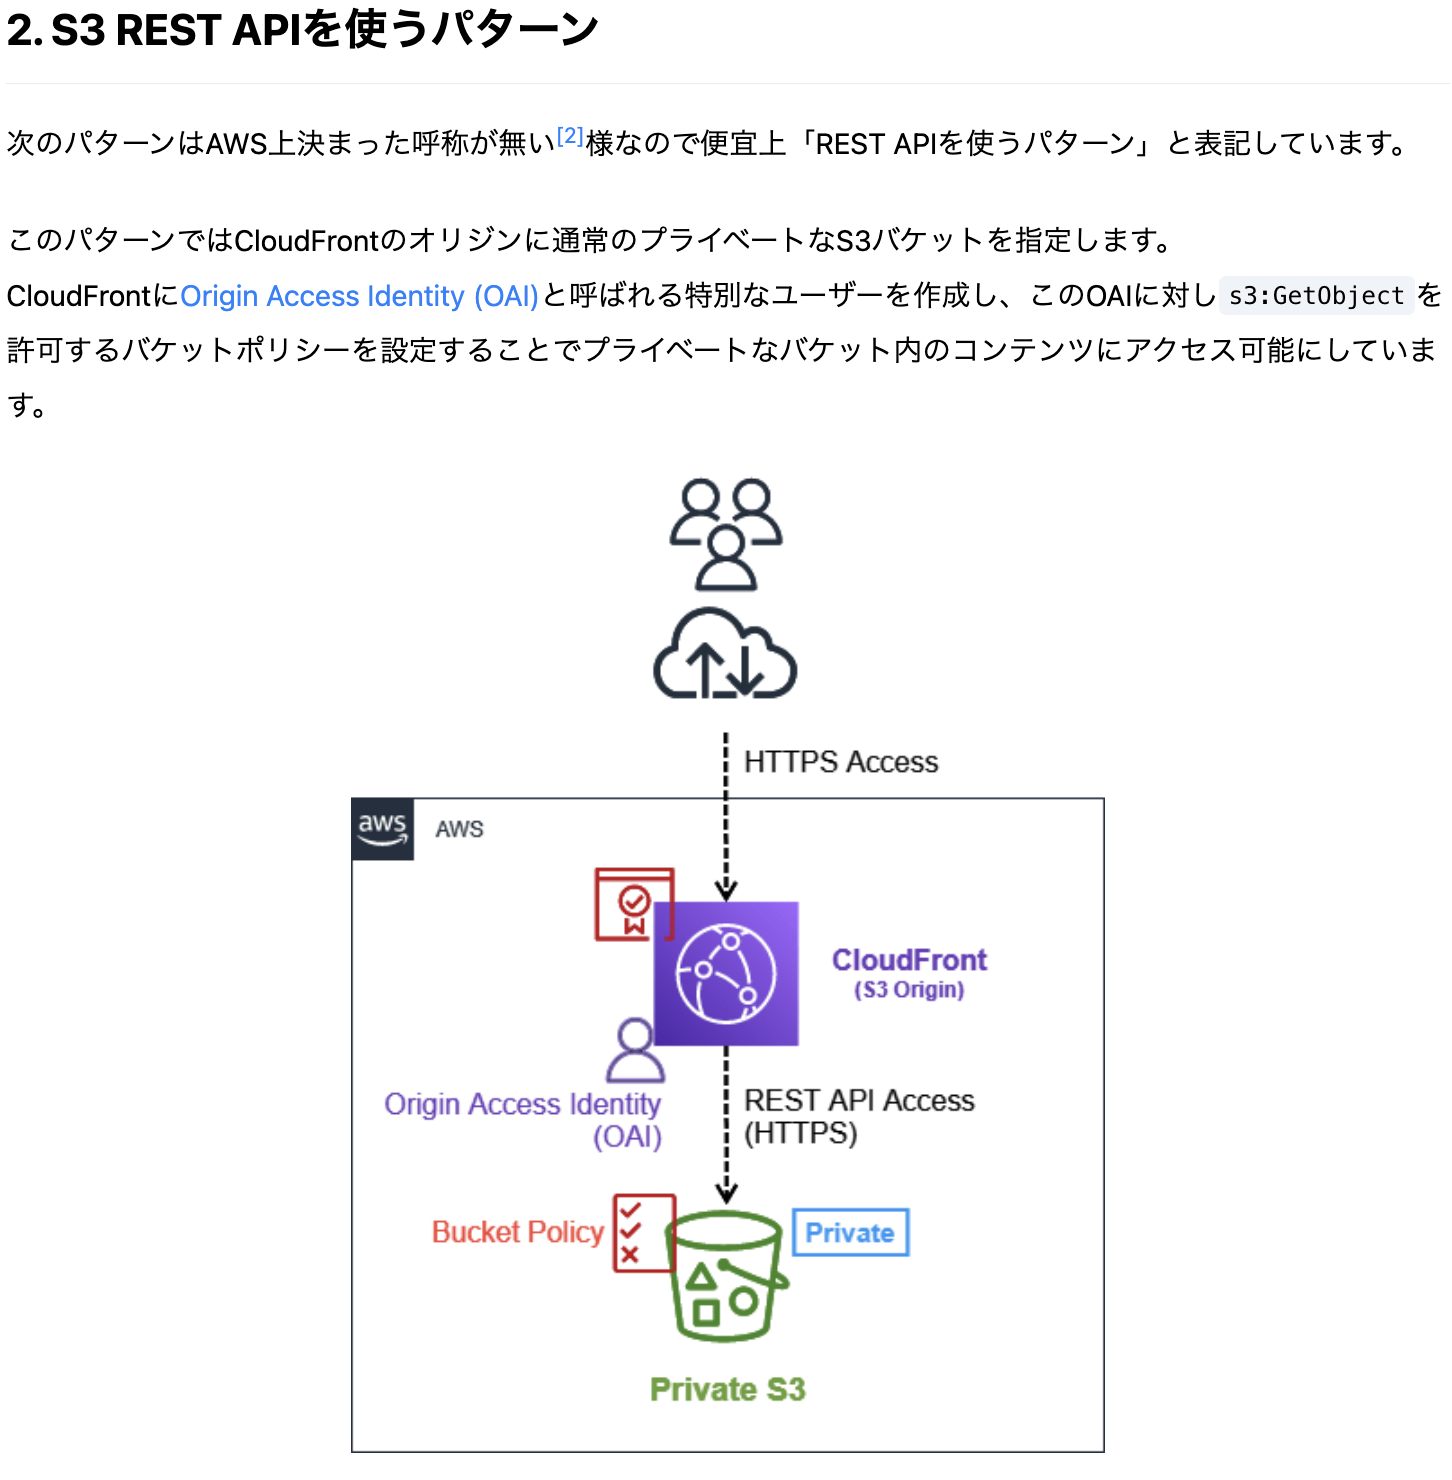 2. S3 REST APIを使うパターン
次のパターンはAWS上決まった呼称が無い[2]様なので便宜上「REST APIを使うパターン」と表記しています。
このパターンではCloudFrontのオリジンに通常のプライベートなS3バケットを指定します。
CloudFrontにOrigin Access Identity (OAI)と呼ばれる特別なユーザーを作成し、このOAIに対し s3:GetObject を
許可するバケットポリシーを設定することでプライベートなバケット内のコンテンツにアクセス可能にしていま
す。
HTTPS Access
aws
AWS
CloudFront
(S3 Origin)
Origin Access Identity
(OAI)
REST API Access
(HTTPS)
Bucket Policy
Private
Private S3